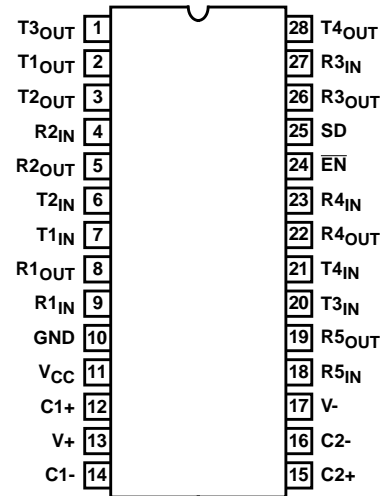 T3OUT 1 28 T4OUT
T1OUT 2 27 R3IN
T2OUT 3 26 R3OUT
R2IN 4 25 SD
R2OUT 5 24 E̅N̅
T2IN 6 23 R4IN
T1IN 7 22 R4OUT
R1OUT 8 21 T4IN
R1IN 9 20 T3IN
GND 10 19 R5OUT
VCC 11 18 R5IN
C1+ 12 17 V-
V+ 13 16 C2-
C1- 14 15 C2+